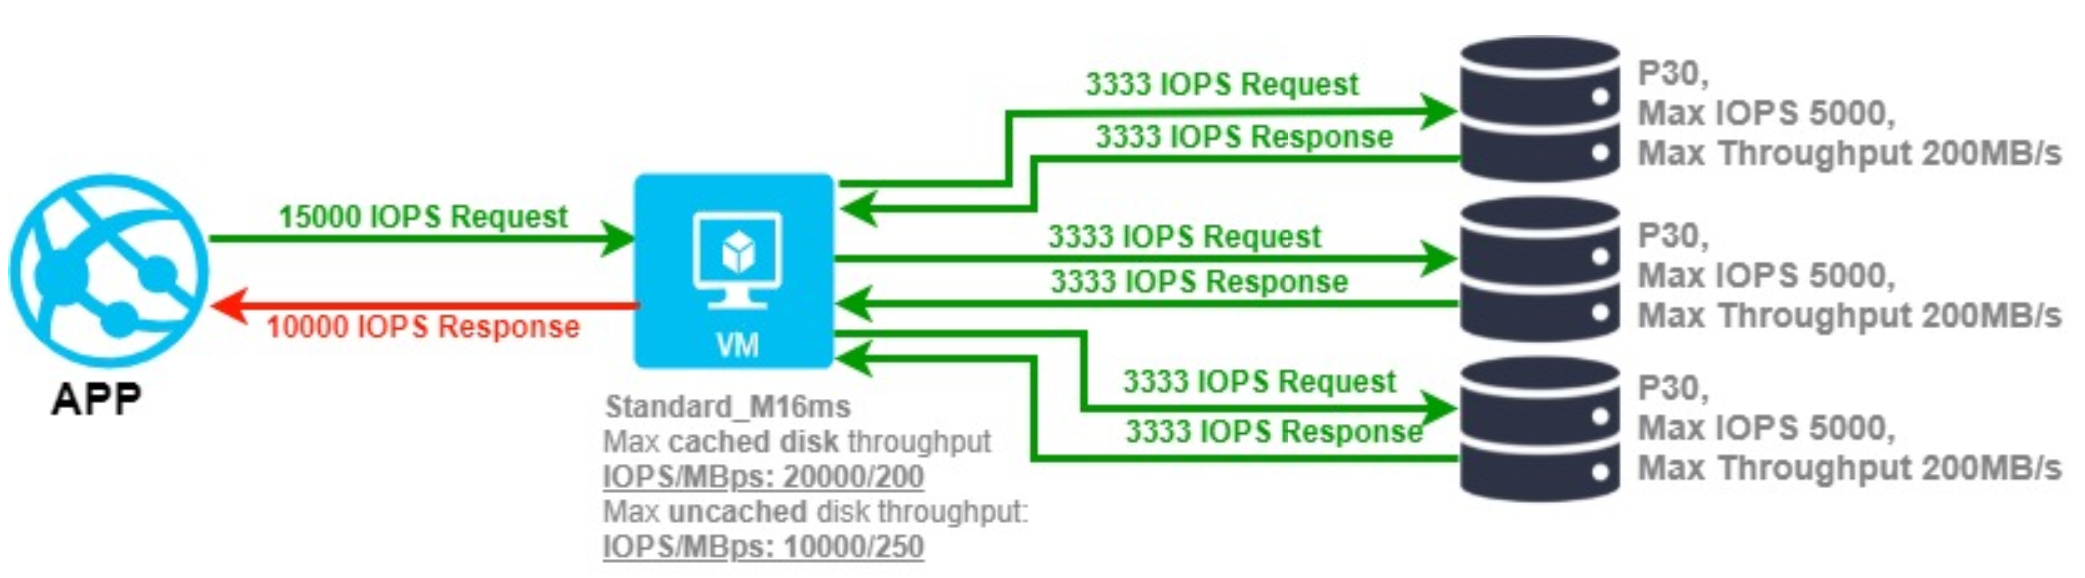 15000 IOPS Request
10000 IOPS Response
APP
VM
Standard_M16ms
Max cached disk throughput
IOPS/MBps: 20000/200
Max uncached disk throughput:
IOPS/MBps: 10000/250
3333 IOPS Request
3333 IOPS Response
3333 IOPS Request
3333 IOPS Response
3333 IOPS Request
3333 IOPS Response
P30,
Max IOPS 5000,
Max Throughput 200MB/s
P30,
Max IOPS 5000,
Max Throughput 200MB/s
P30,
Max IOPS 5000,
Max Throughput 200MB/s